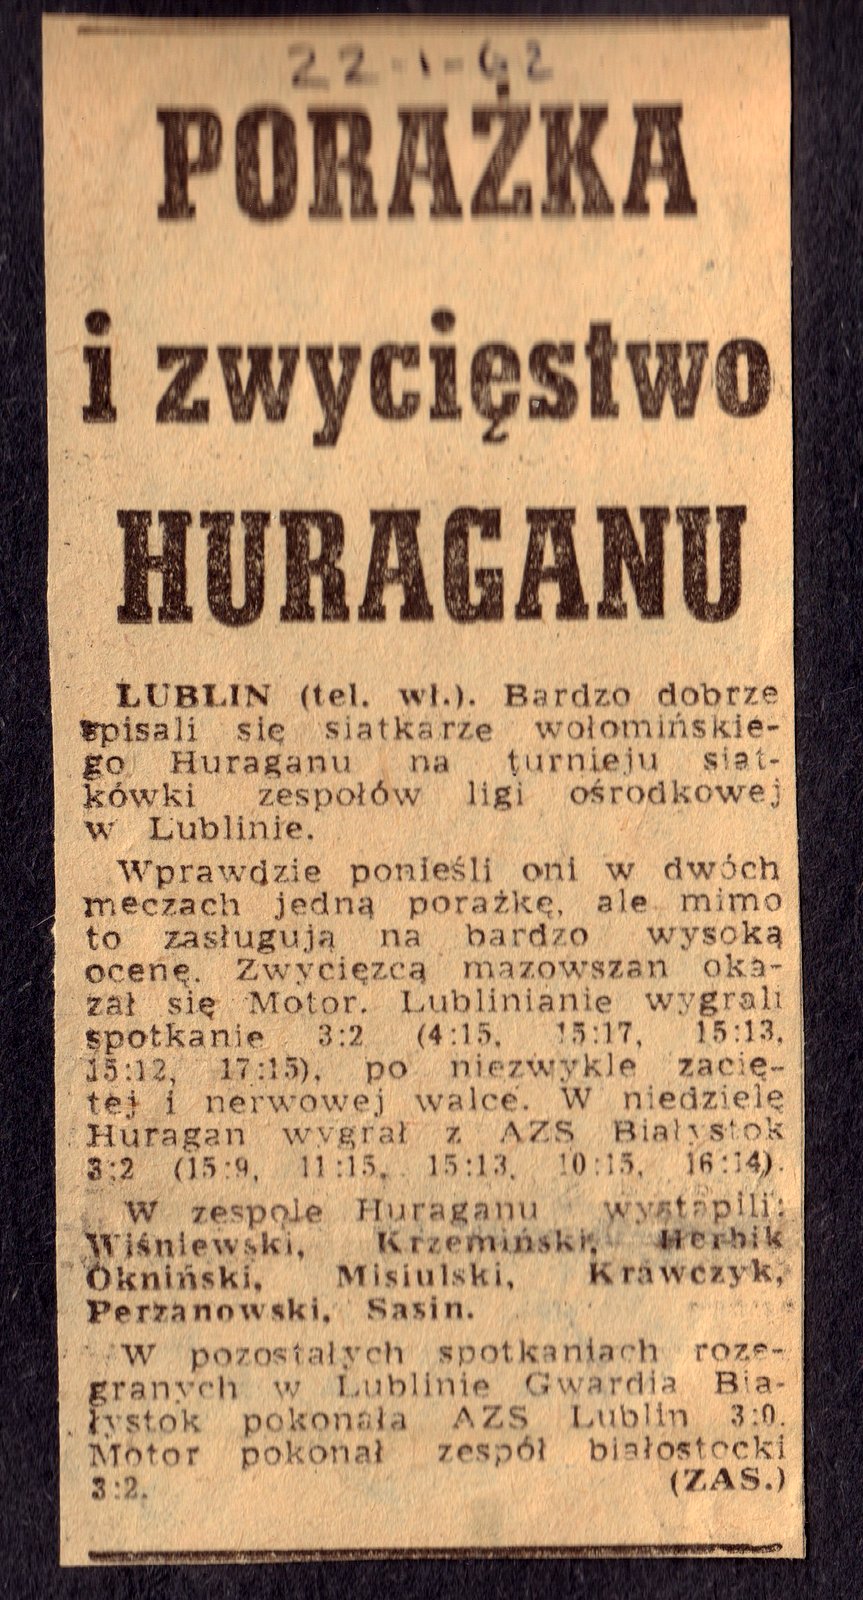 22-1-62
PORAŻKA
i zwycięstwo
HURAGANU
LUBLIN (tel. wł.). Bardzo dobrze
spisali się siatkarze wołomińskie-
go Huraganu na turnieju siat-
kówki zespołów ligi ośrodkowej
w Lublinie.
Wprawdzie ponieśli oni w dwóch
meczach jedną porażkę, ale mimo
to zasługują na bardzo wysoką
ocenę. Zwycięzcą mazowszan oka-
zał się Motor. Lublinianie wygrali
spotkanie 3:2 (4:15, 15:17, 15:13,
15:12, 17:15), po niezwykle zacię-
tej i nerwowej walce. W niedzielę
Huragan wygrał z AZS Białystok
3:2 (15:9, 11:15, 15:13, 10:15, 16:14).
W zespole Huraganu wystąpili:
Wiśniewski, Krzemiński, Herbik
Okniński, Misiulski, Krawczyk,
Perzanowski, Sasin.
W pozostałych spotkaniach roze-
granych w Lublinie Gwardia Bia-
łystok pokonała AZS Lublin 3:0.
Motor pokonał zespół białostocki
3:2. (ZAS.)